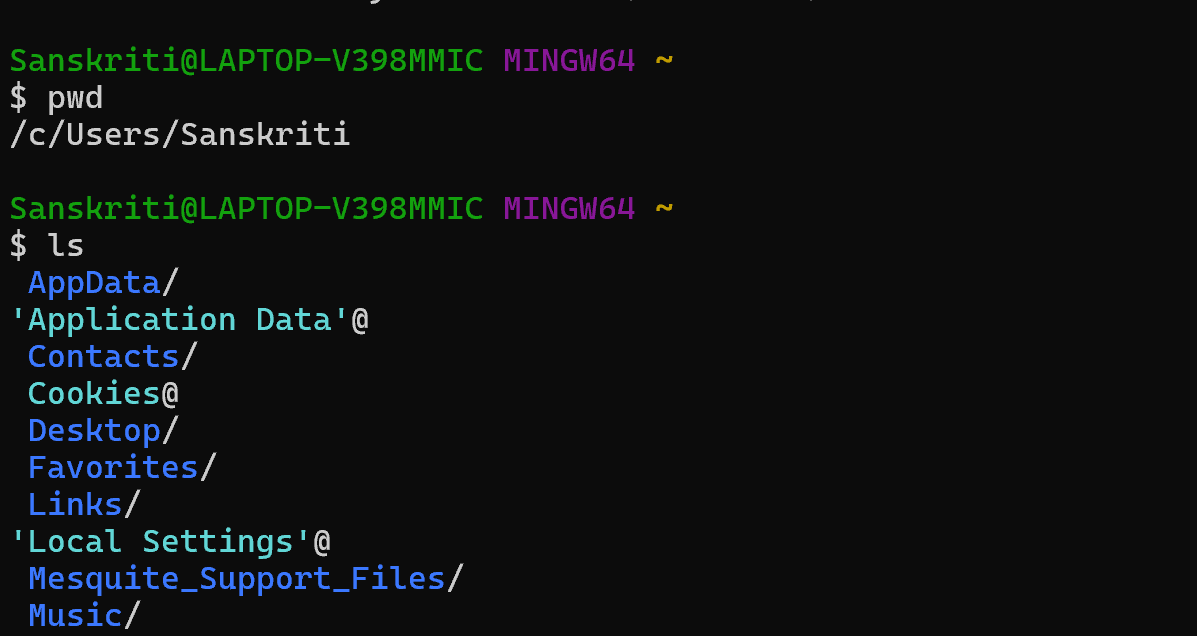 Sanskriti@LAPTOP-V398MMIC MINGW64 ~
$ pwd
/c/Users/Sanskriti
Sanskriti@LAPTOP-V398MMIC MINGW64 ~
$ ls
 AppData/
'Application Data'@
 Contacts/
 Cookies@
 Desktop/
 Favorites/
 Links/
'Local Settings'@
 Mesquite_Support_Files/
 Music/